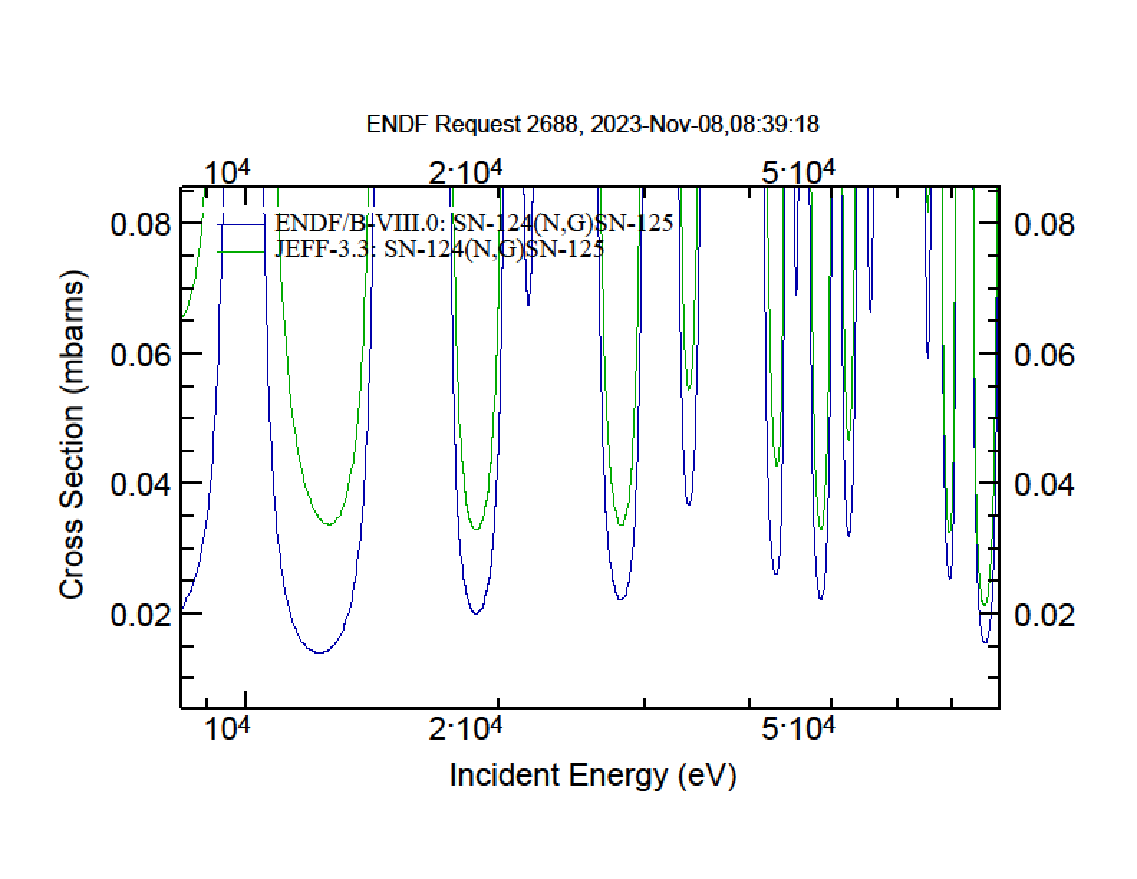 ENDF Request 2688, 2023-Nov-08,08:39:18
10⁴ 2·10⁴ 5·10⁴
0.08 0.08
ENDF/B-VIII.0: SN-124(N,G)SN-125
JEFF-3.3: SN-124(N,G)SN-125
0.06 0.06
0.04 0.04
0.02 0.02
Cross Section (mbarns)
10⁴ 2·10⁴ 5·10⁴
Incident Energy (eV)